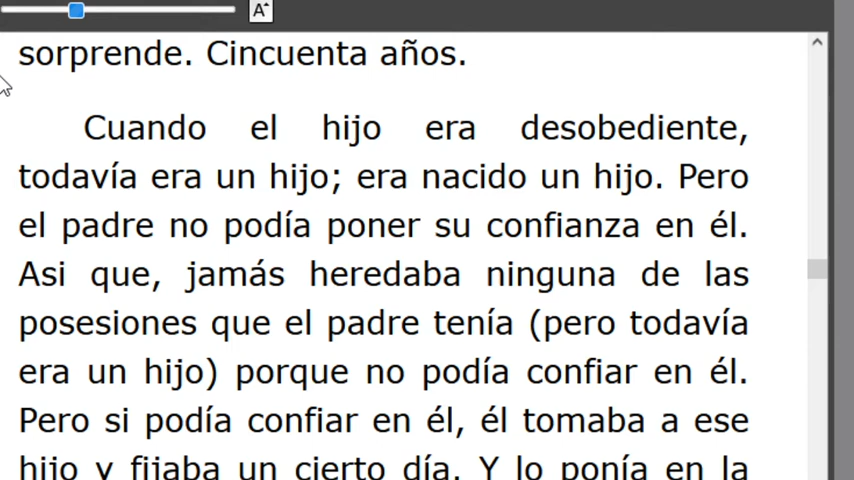 A
sorprende. Cincuenta años.
Cuando el hijo era desobediente,
todavía era un hijo; era nacido un hijo. Pero
el padre no podía poner su confianza en él.
Asi que, jamás heredaba ninguna de las
posesiones que el padre tenía (pero todavía
era un hijo) porque no podía confiar en él.
Pero si podía confiar en él, él tomaba a ese
hijo y fijaba un cierto día. Y lo ponía en la